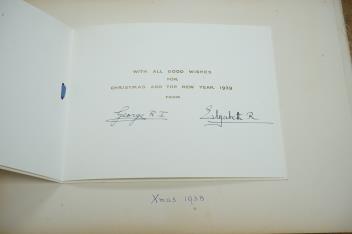 WITH ALL GOOD WISHES
FOR
CHRISTMAS AND THE NEW YEAR, 1939
FROM
George R.I.
Elizabeth R
Xmas 1938